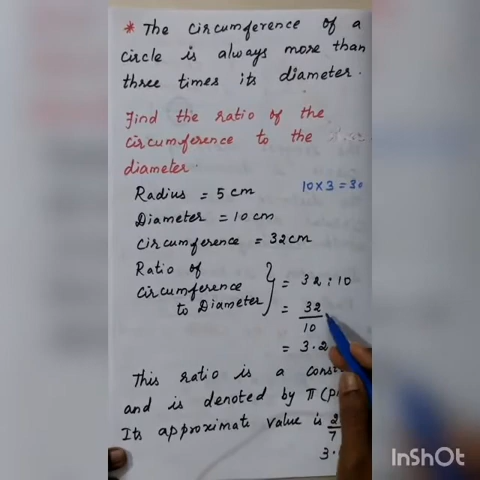 * The circumference of a
circle is always more than
three times its diameter.
Find the ratio of the
circumference to the
diameter.
Radius = 5 cm
10 x 3 = 30
Diameter = 10 cm
Circumference = 32 cm
Ratio of
Circumference
to Diameter } = 32 : 10
= 32/10
= 3.2
This ratio is a
and is denoted by π
Its approximate value is
InShOt